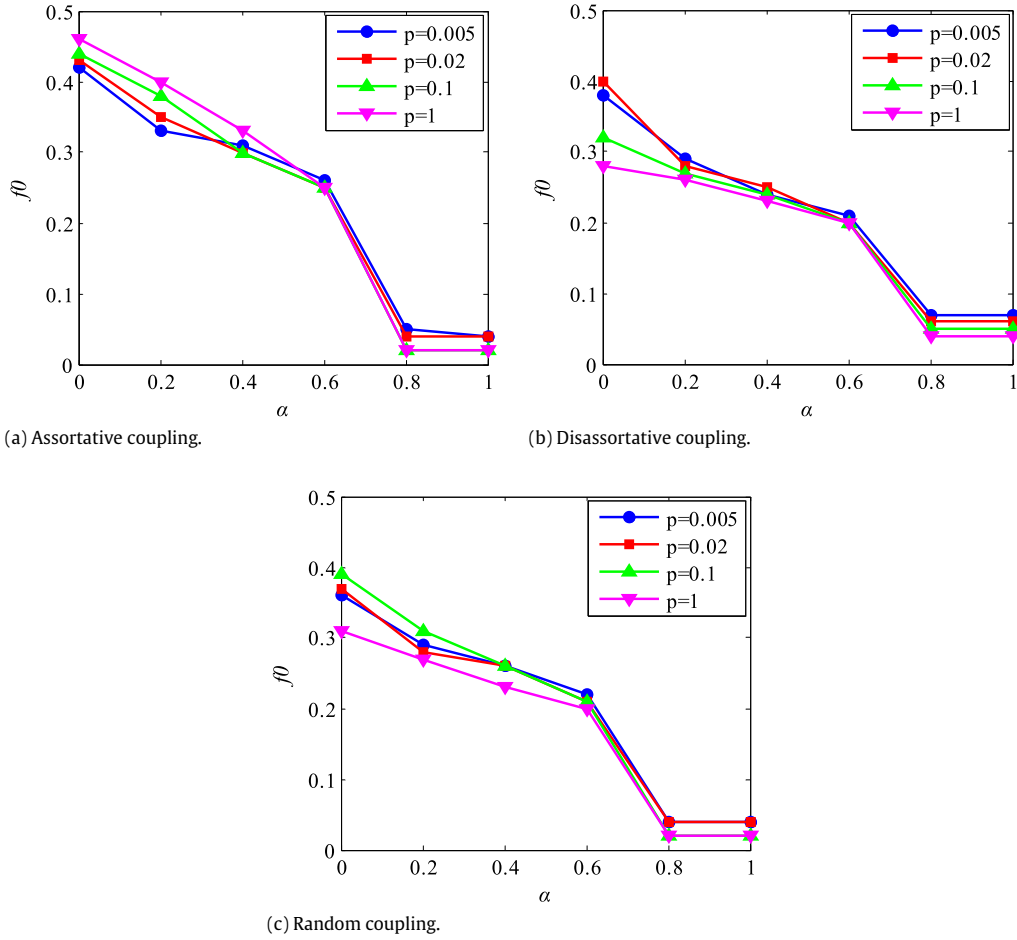 0.5
0.4
0.3
0.2
0.1
0
f0
0
0.2
0.4
0.6
0.8
1
α
p=0.005
p=0.02
p=0.1
p=1
(a) Assortative coupling.
0.5
0.4
0.3
0.2
0.1
0
f0
0
0.2
0.4
0.6
0.8
1
α
p=0.005
p=0.02
p=0.1
p=1
(b) Disassortative coupling.
0.5
0.4
0.3
0.2
0.1
0
f0
0
0.2
0.4
0.6
0.8
1
α
p=0.005
p=0.02
p=0.1
p=1
(c) Random coupling.